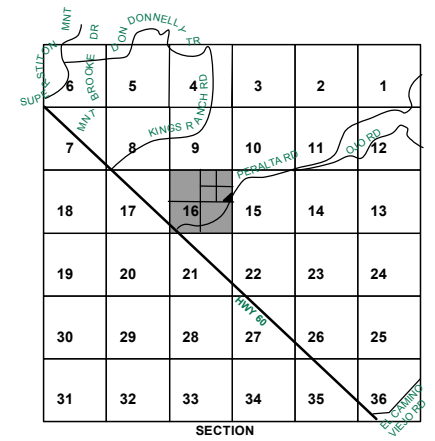 SUPERSTITION MNT
MNT BROOKE DR
DON DONNELLY TR
6 5 4 3 2 1
KINGS RANCH RD
7 8 9 10 11 12
PERALTA RD
OJO RD
18 17 16 15 14 13
19 20 21 22 23 24
HWY 60
30 29 28 27 26 25
31 32 33 34 35 36
EL CAMINO
VIEJO RD
SECTION